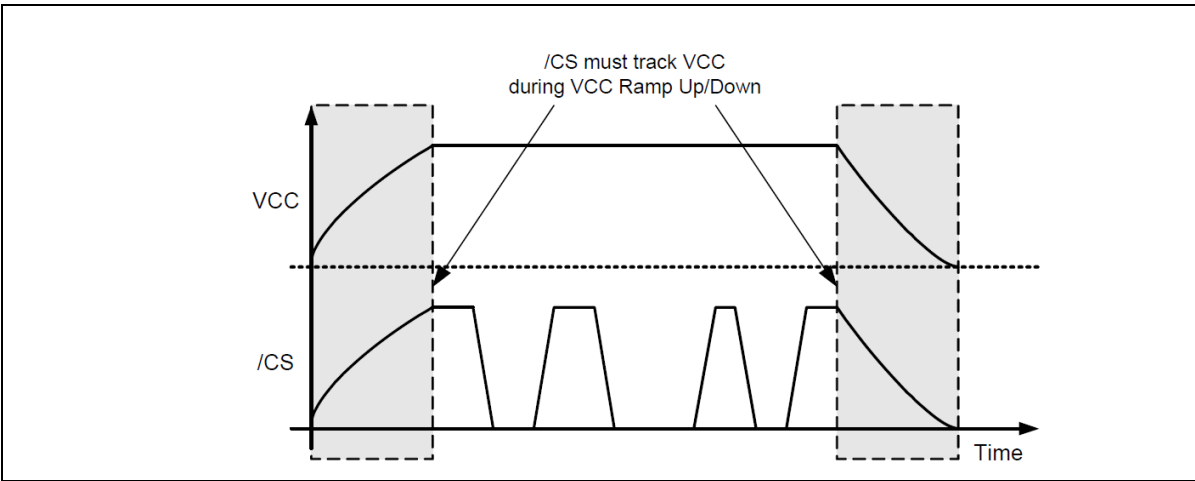 /CS must track VCC
during VCC Ramp Up/Down
VCC
/CS
Time